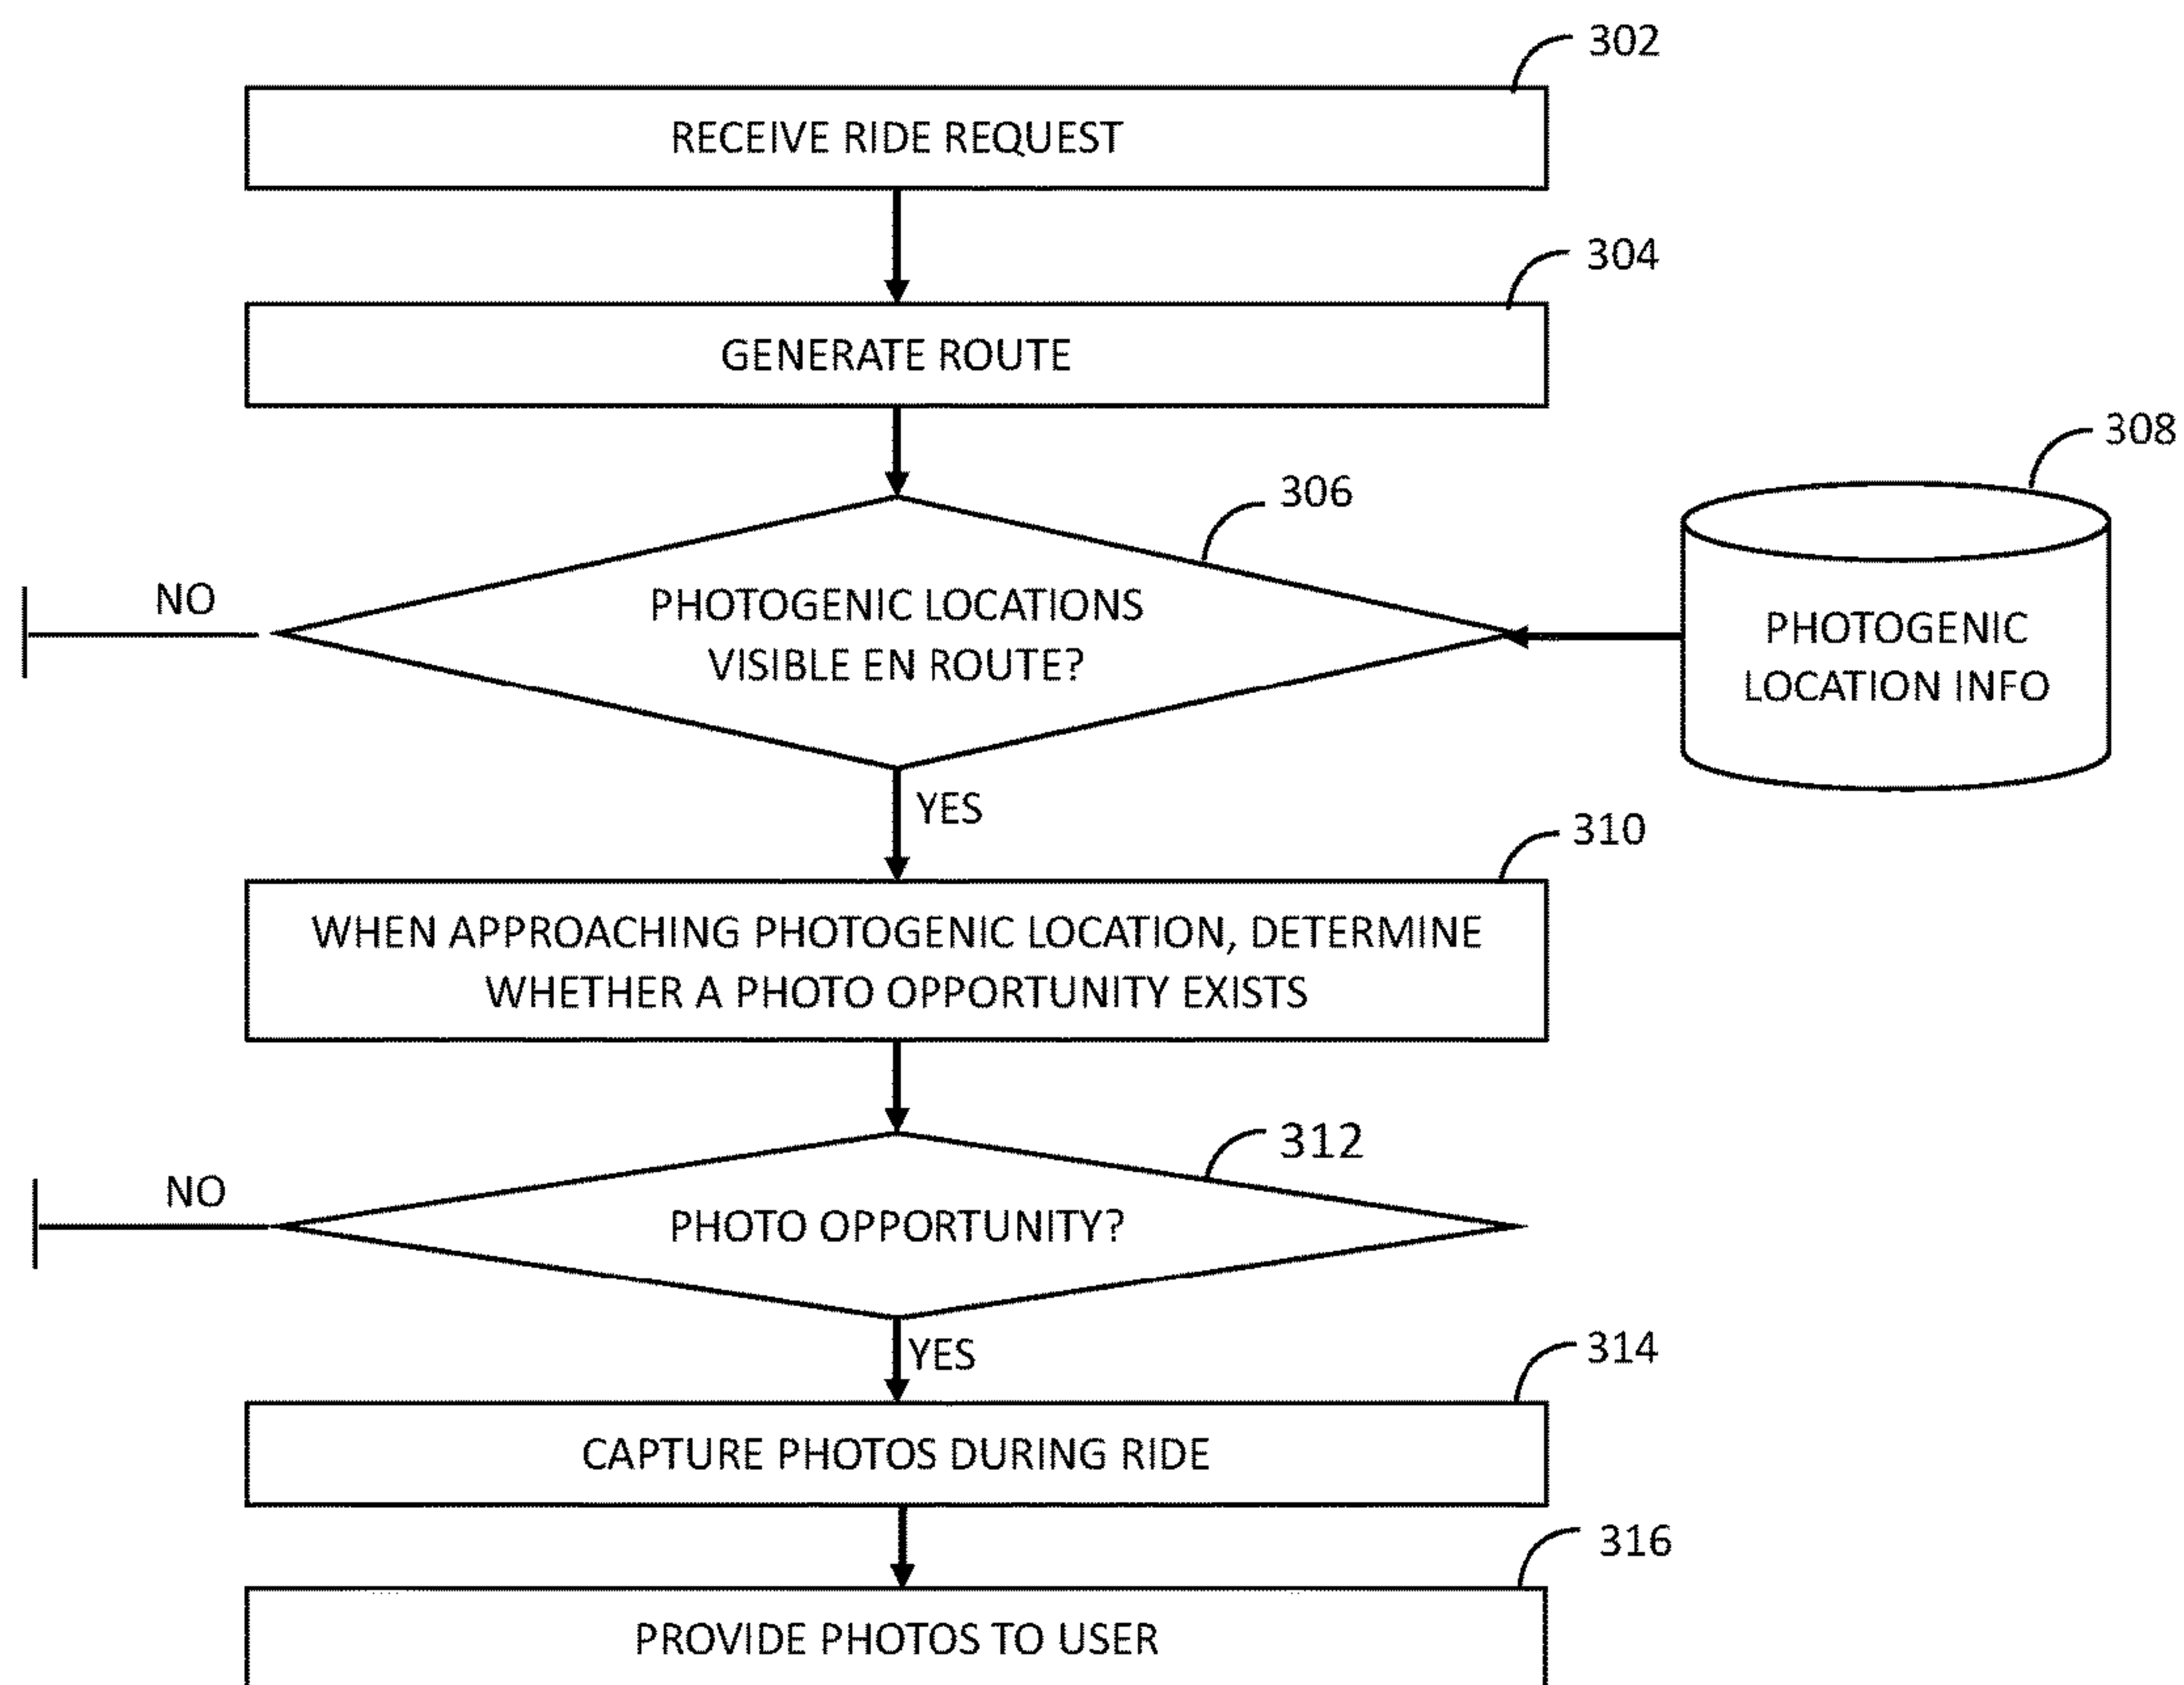 302
RECEIVE RIDE REQUEST
304
GENERATE ROUTE
308
306
NO
PHOTOGENIC LOCATIONS
VISIBLE EN ROUTE?
PHOTOGENIC
LOCATION INFO
YES
310
WHEN APPROACHING PHOTOGENIC LOCATION, DETERMINE
WHETHER A PHOTO OPPORTUNITY EXISTS
312
NO
PHOTO OPPORTUNITY?
YES
314
CAPTURE PHOTOS DURING RIDE
316
PROVIDE PHOTOS TO USER